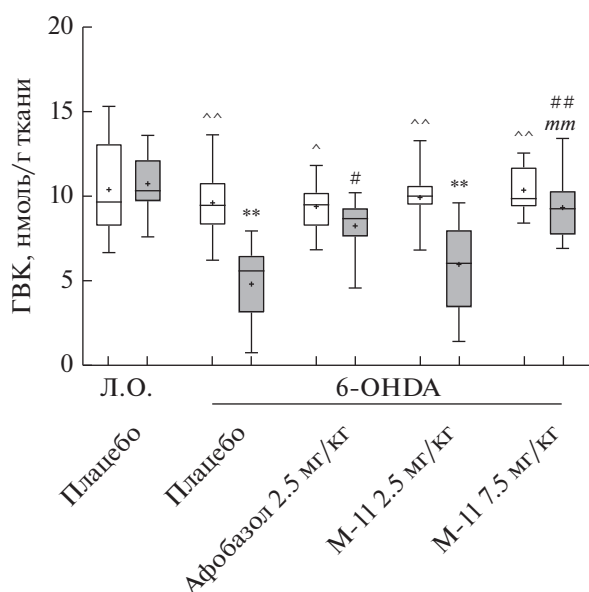 ГВК, нмоль/г ткани
20
15
10
5
0
^^
**
^
#
^^
**
^^
##
mm
Л.О.
6-OHDA
Плацебо
Плацебо
Афобазол 2.5 мг/кг
М-11 2.5 мг/кг
М-11 7.5 мг/кг